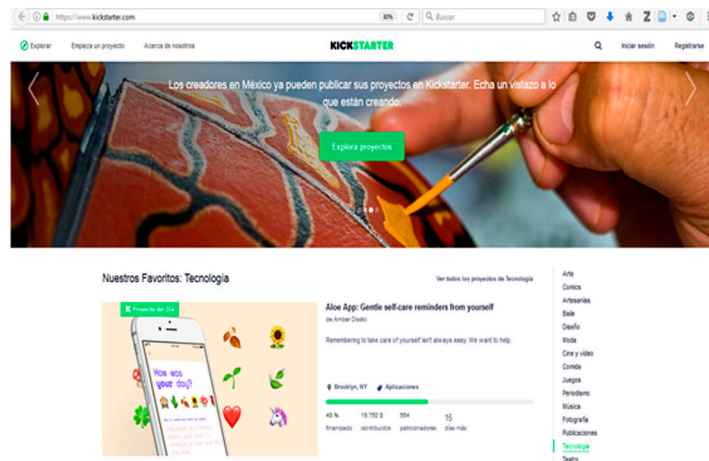 https://www.kickstarter.com
80%
Buscar
Explorar
Empieza un proyecto
Acerca de nosotros
KICKSTARTER
Iniciar sesión
Registrarse
Los creadores en México ya pueden publicar sus proyectos en Kickstarter. Echa un vistazo a lo
que están creando.
Explora proyectos
Nuestros Favoritos: Tecnología
Ver todos los proyectos de Tecnología
Proyecto del Día
How was
your day?
Aloe App: Gentle self-care reminders from yourself
de Amber Disko
Remembering to take care of yourself isn't always easy. We want to help.
Brooklyn, NY
Aplicaciones
49 %
financiado
19.750 $
contribuidos
564
patrocinadores
15
días más
Arte
Comics
Artesanías
Baile
Diseño
Moda
Cine y vídeo
Comida
Juegos
Periodismo
Música
Fotografía
Publicaciones
Tecnología
Teatro